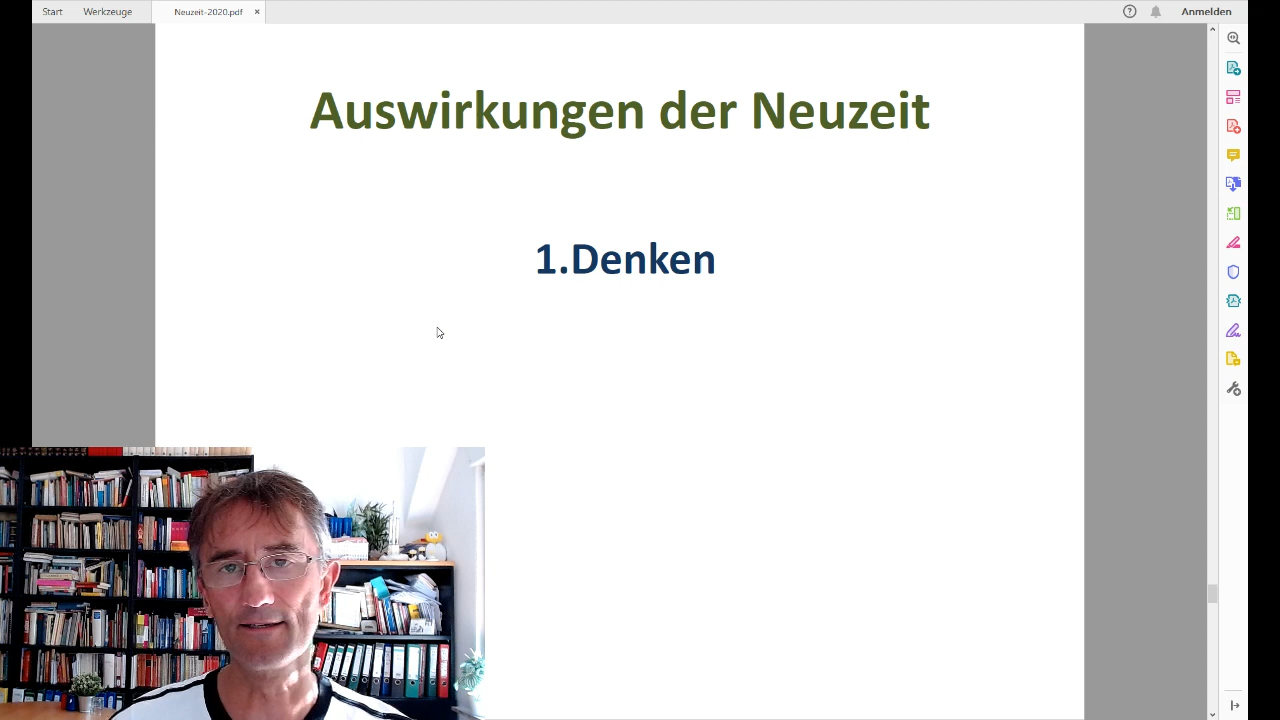 Start Werkzeuge Neuzeit-2020.pdf × Anmelden
Auswirkungen der Neuzeit
1.Denken